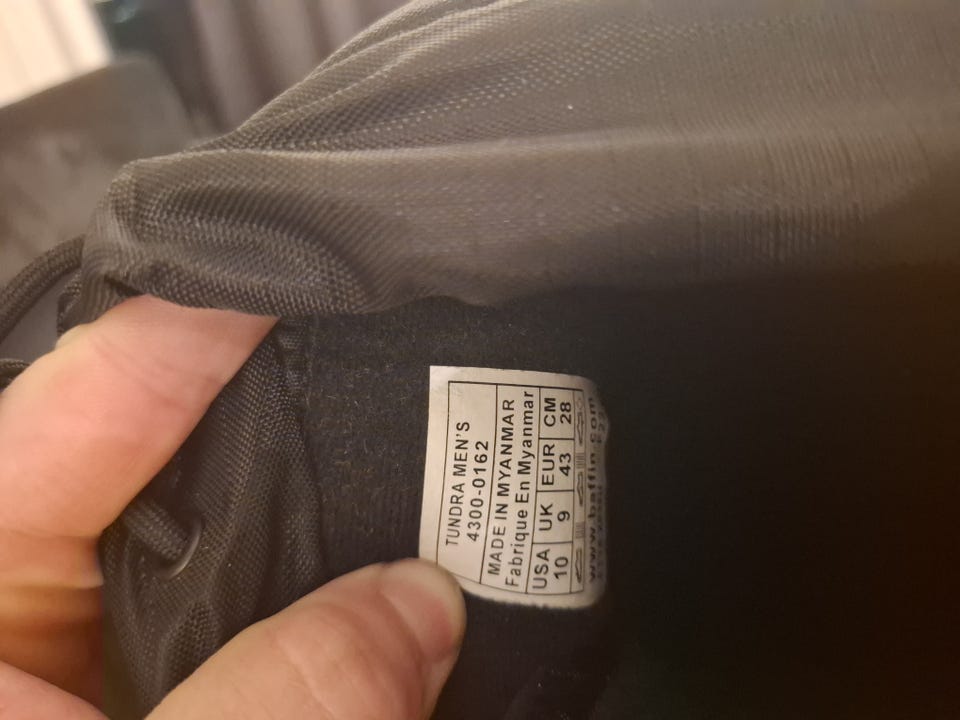 TUNDRA MEN'S
4300-0162
MADE IN MYANMAR
Fabrique En Myanmar
USA UK EUR CM
10 9 43 28
www.baffin.com